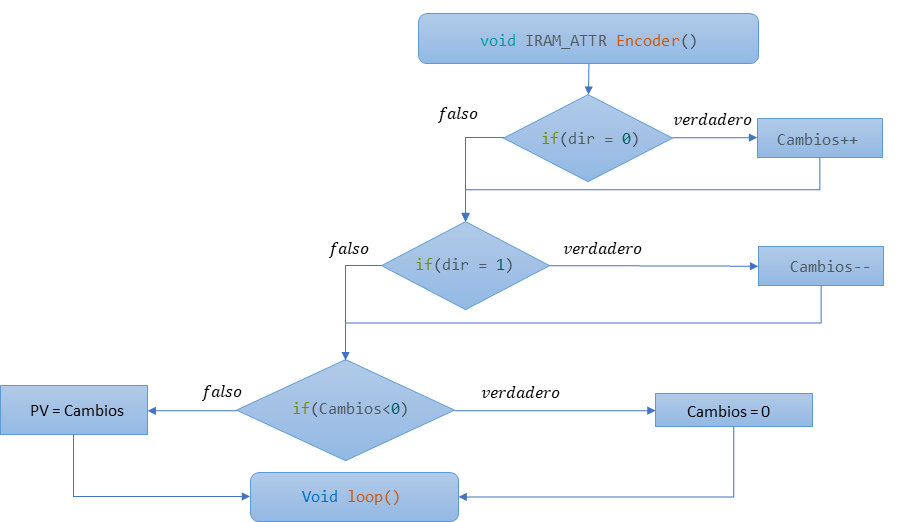 void IRAM_ATTR Encoder()
falso
verdadero
if(dir = 0)
Cambios++
falso
verdadero
if(dir = 1)
Cambios--
falso
verdadero
PV = Cambios
if(Cambios<0)
Cambios = 0
Void loop()